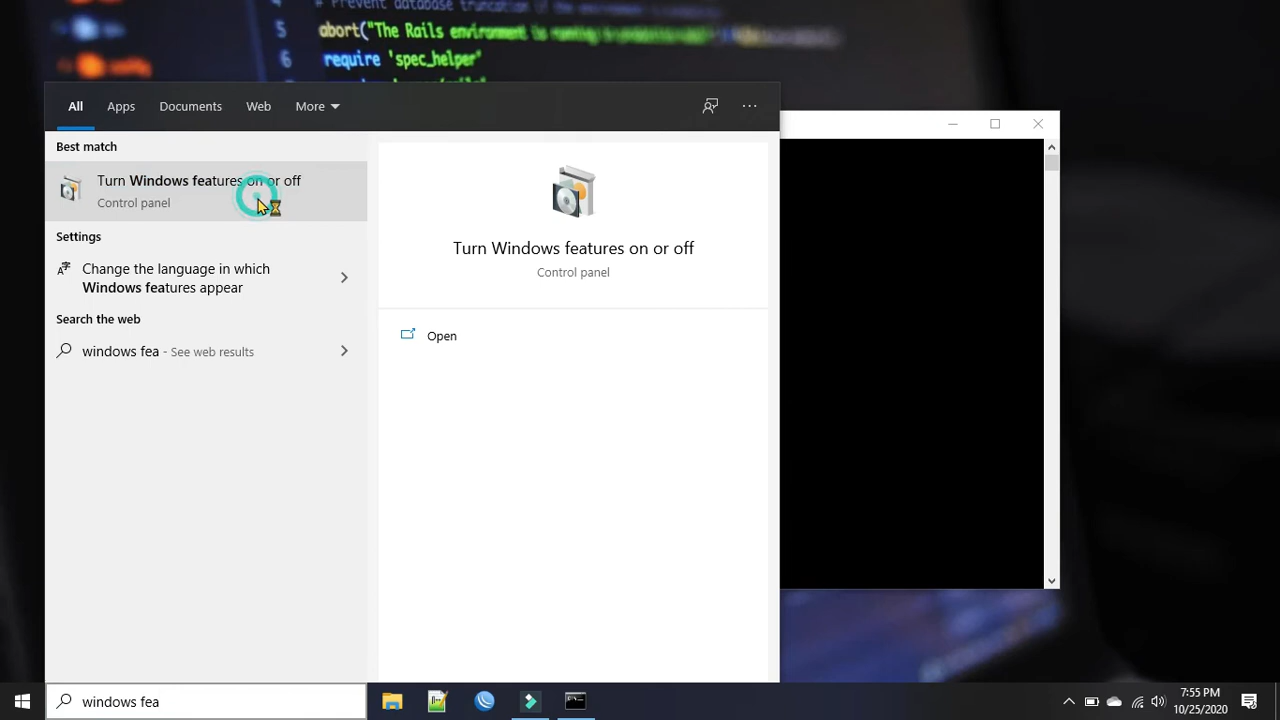 5 abort("The Rails environment is running in production mode!")
6 require 'spec_helper'
All Apps Documents Web More
Best match
Turn Windows features on or off
Control panel
Settings
Change the language in which
Windows features appear
Search the web
windows fea - See web results
Turn Windows features on or off
Control panel
Open
windows fea
7:55 PM
10/25/2020